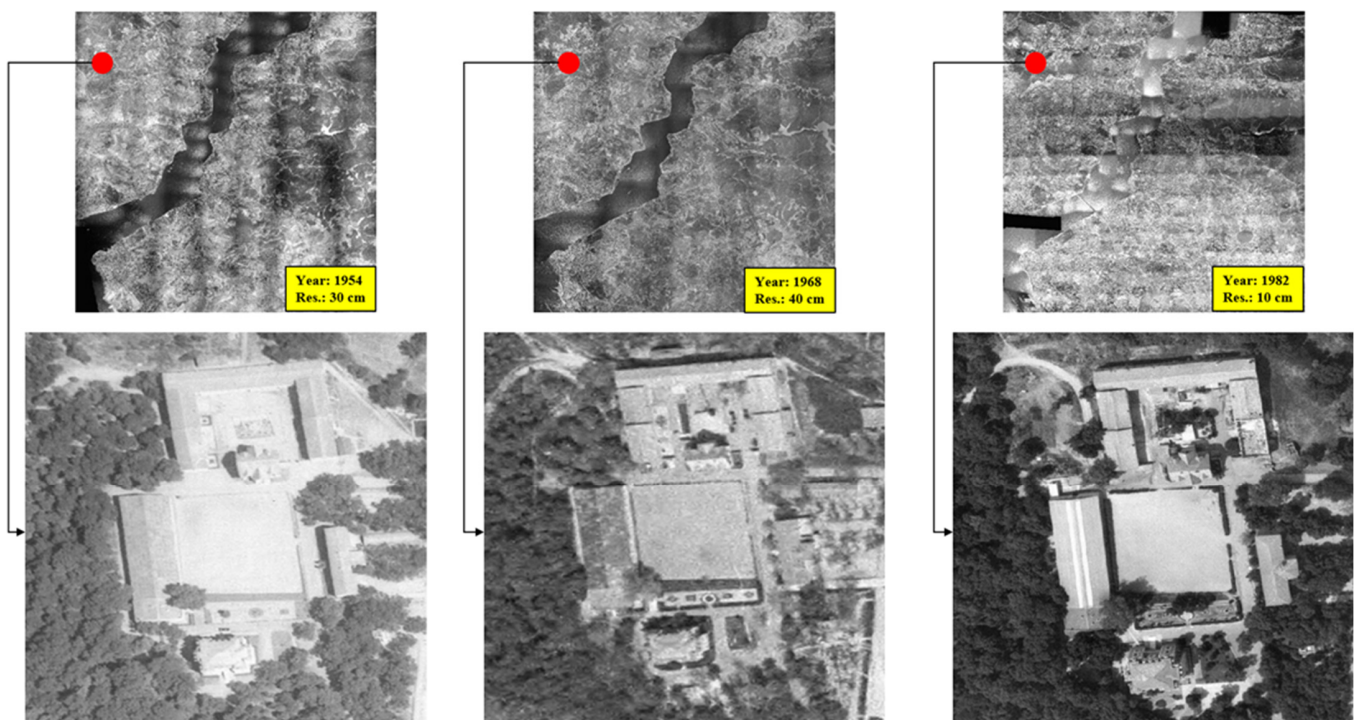 Year: 1954
Res.: 30 cm
Year: 1968
Res.: 40 cm
Year: 1982
Res.: 10 cm